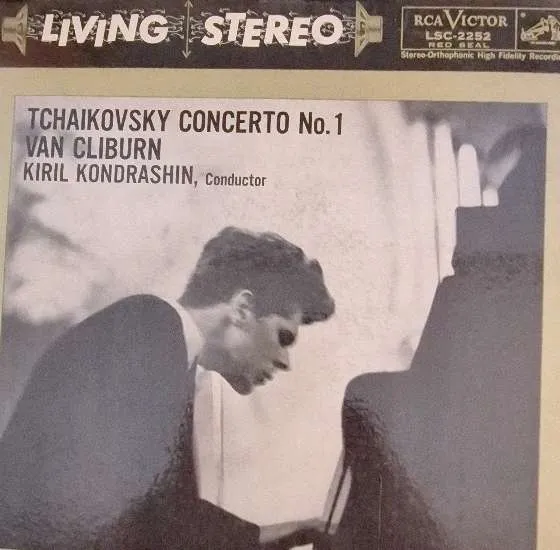 LIVING STEREO
RCA VICTOR
LSC-2252
RED SEAL
Stereo-Orthophonic High Fidelity
TCHAIKOVSKY CONCERTO No. 1
VAN CLIBURN
KIRIL KONDRASHIN, Conductor